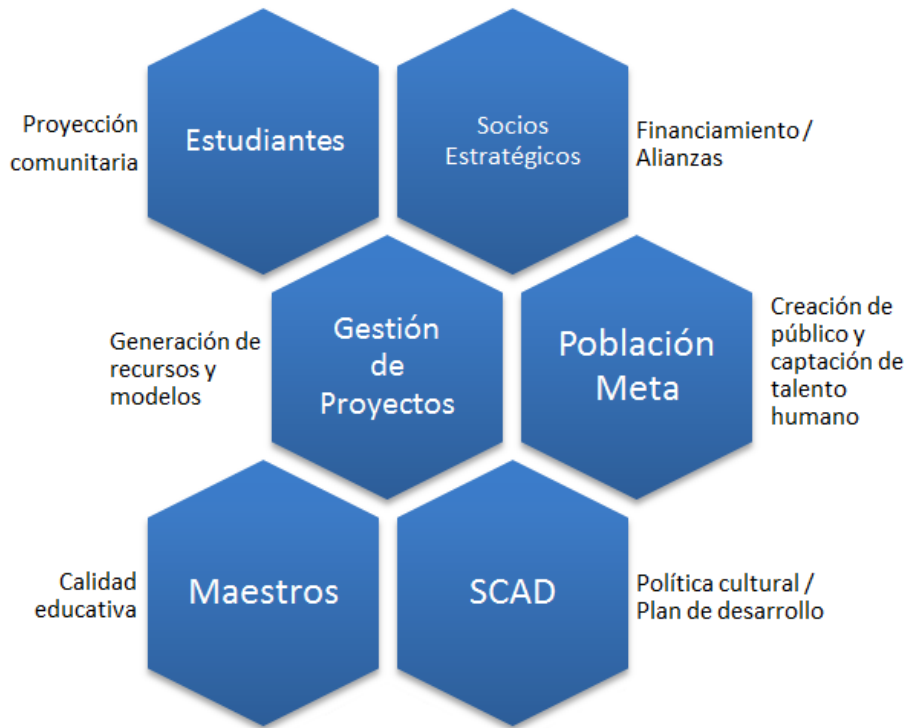 Proyección
comunitaria
Estudiantes
Socios
Estratégicos
Financiamiento /
Alianzas
Generación de
recursos y
modelos
Gestión
de
Proyectos
Población
Meta
Creación de
público y
captación de
talento
humano
Calidad
educativa
Maestros
SCAD
Política cultural /
Plan de desarrollo